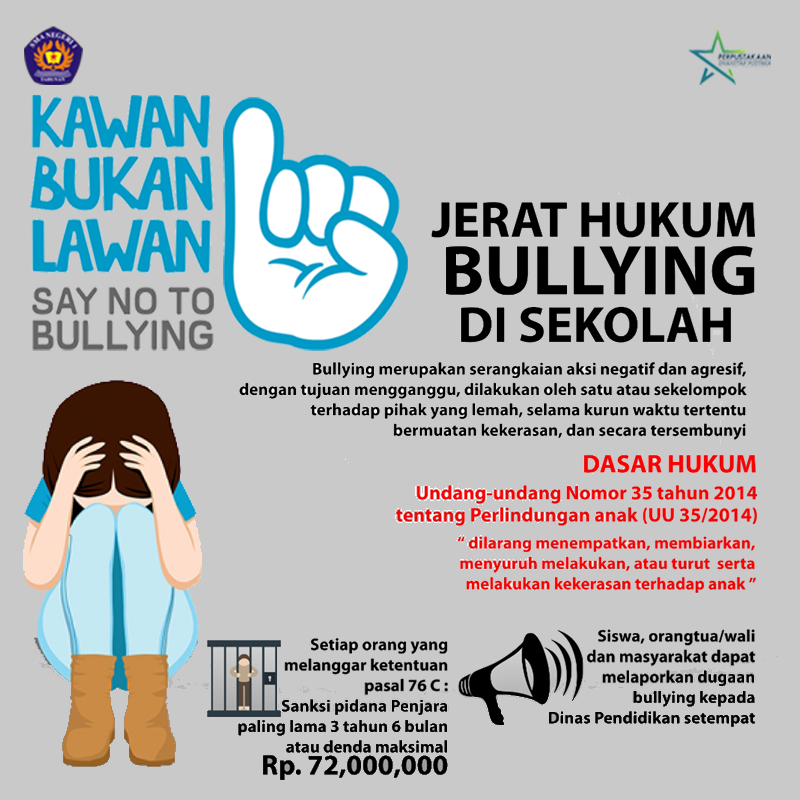 SMA NEGERI 1
TABUNAN
PERPUSTAKAAN
KAWAN
BUKAN
LAWAN
SAY NO TO
BULLYING
JERAT HUKUM
BULLYING
DI SEKOLAH
Bullying merupakan serangkaian aksi negatif dan agresif,
dengan tujuan mengganggu, dilakukan oleh satu atau sekelompok
terhadap pihak yang lemah, selama kurun waktu tertentu
bermuatan kekerasan, dan secara tersembunyi
DASAR HUKUM
Undang-undang Nomor 35 tahun 2014
tentang Perlindungan anak (UU 35/2014)
“ dilarang menempatkan, membiarkan,
menyuruh melakukan, atau turut serta
melakukan kekerasan terhadap anak ”
Setiap orang yang
melanggar ketentuan
pasal 76 C :
Sanksi pidana Penjara
paling lama 3 tahun 6 bulan
atau denda maksimal
Rp. 72,000,000
Siswa, orangtua/wali
dan masyarakat dapat
melaporkan dugaan
bullying kepada
Dinas Pendidikan setempat